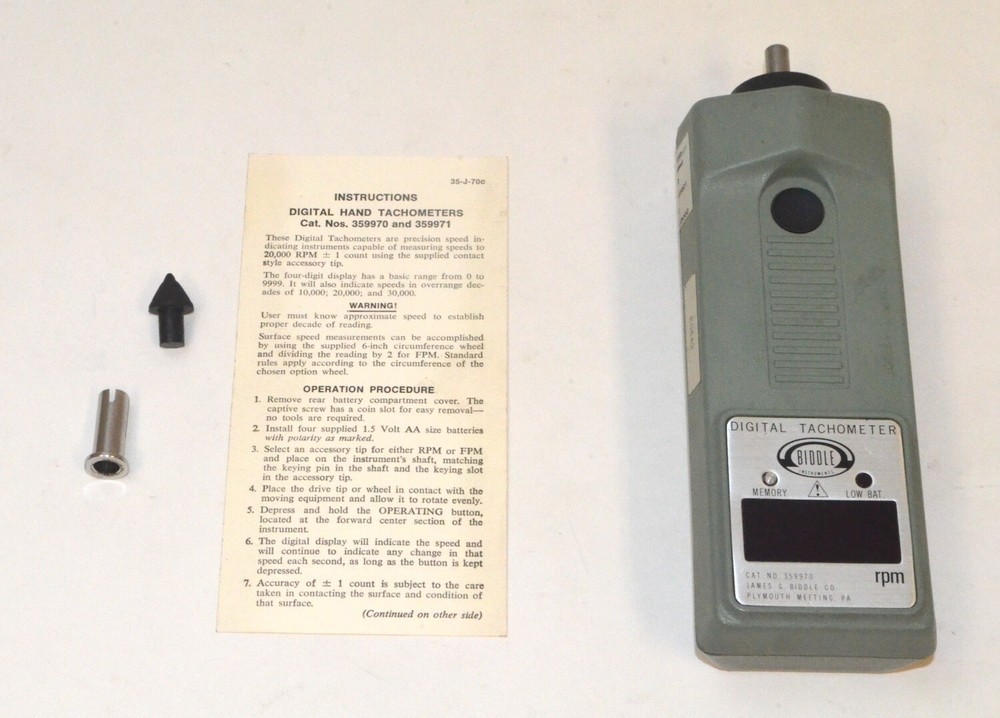 35-J-70c
INSTRUCTIONS
DIGITAL HAND TACHOMETERS
Cat. Nos. 359970 and 359971
These Digital Tachometers are precision speed in-
dicating instruments capable of measuring speeds to
20,000 RPM ± 1 count using the supplied contact
style accessory tip.
The four-digit display has a basic range from 0 to
9999. It will also indicate speeds in overrange dec-
ades of 10,000; 20,000; and 30,000.
WARNING!
User must know approximate speed to establish
proper decade of reading.
Surface speed measurements can be accomplished
by using the supplied 6-inch circumference wheel
and dividing the reading by 2 for FPM. Standard
rules apply according to the circumference of the
chosen option wheel.
OPERATION PROCEDURE
1. Remove rear battery compartment cover. The
captive screw has a coin slot for easy removal—
no tools are required.
2. Install four supplied 1.5 Volt AA size batteries
with polarity as marked.
3. Select an accessory tip for either RPM or FPM
and place on the instrument's shaft, matching
the keying pin in the shaft and the keying slot
in the accessory tip.
4. Place the drive tip or wheel in contact with the
moving equipment and allow it to rotate evenly.
5. Depress and hold the OPERATING button,
located at the forward center section of the
instrument.
6. The digital display will indicate the speed and
will continue to indicate any change in that
speed each second, as long as the button is kept
depressed.
7. Accuracy of ± 1 count is subject to the care
taken in contacting the surface and condition of
that surface.
(Continued on other side)
DIGITAL TACHOMETER
BIDDLE
INSTRUMENTS
MEMORY
LOW BAT.
rpm
CAT. NO. 359970
JAMES G. BIDDLE CO.
PLYMOUTH MEETING, PA